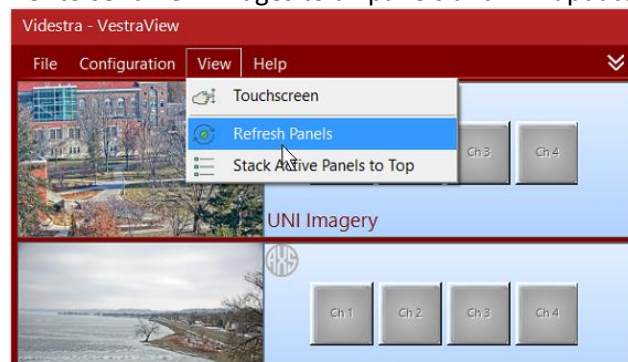 Videstra - VestraView
File Configuration View Help
Touchscreen
Refresh Panels
Stack Active Panels to Top
Ch 3 Ch 4
UNI Imagery
AXS
Ch 1 Ch 2 Ch 3 Ch 4